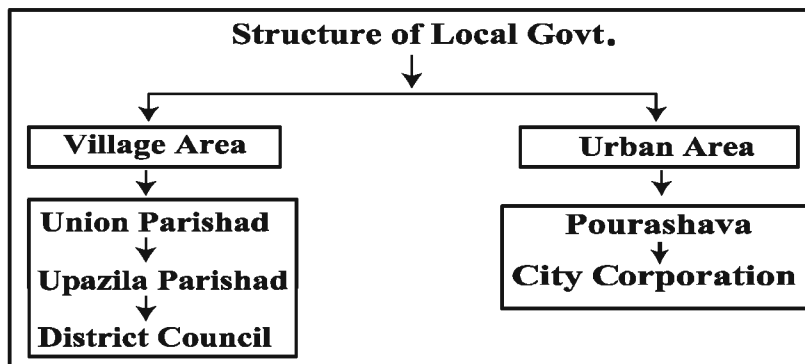 Structure of Local Govt.
Village Area
Urban Area
Union Parishad
Upazila Parishad
District Council
Pourashava
City Corporation